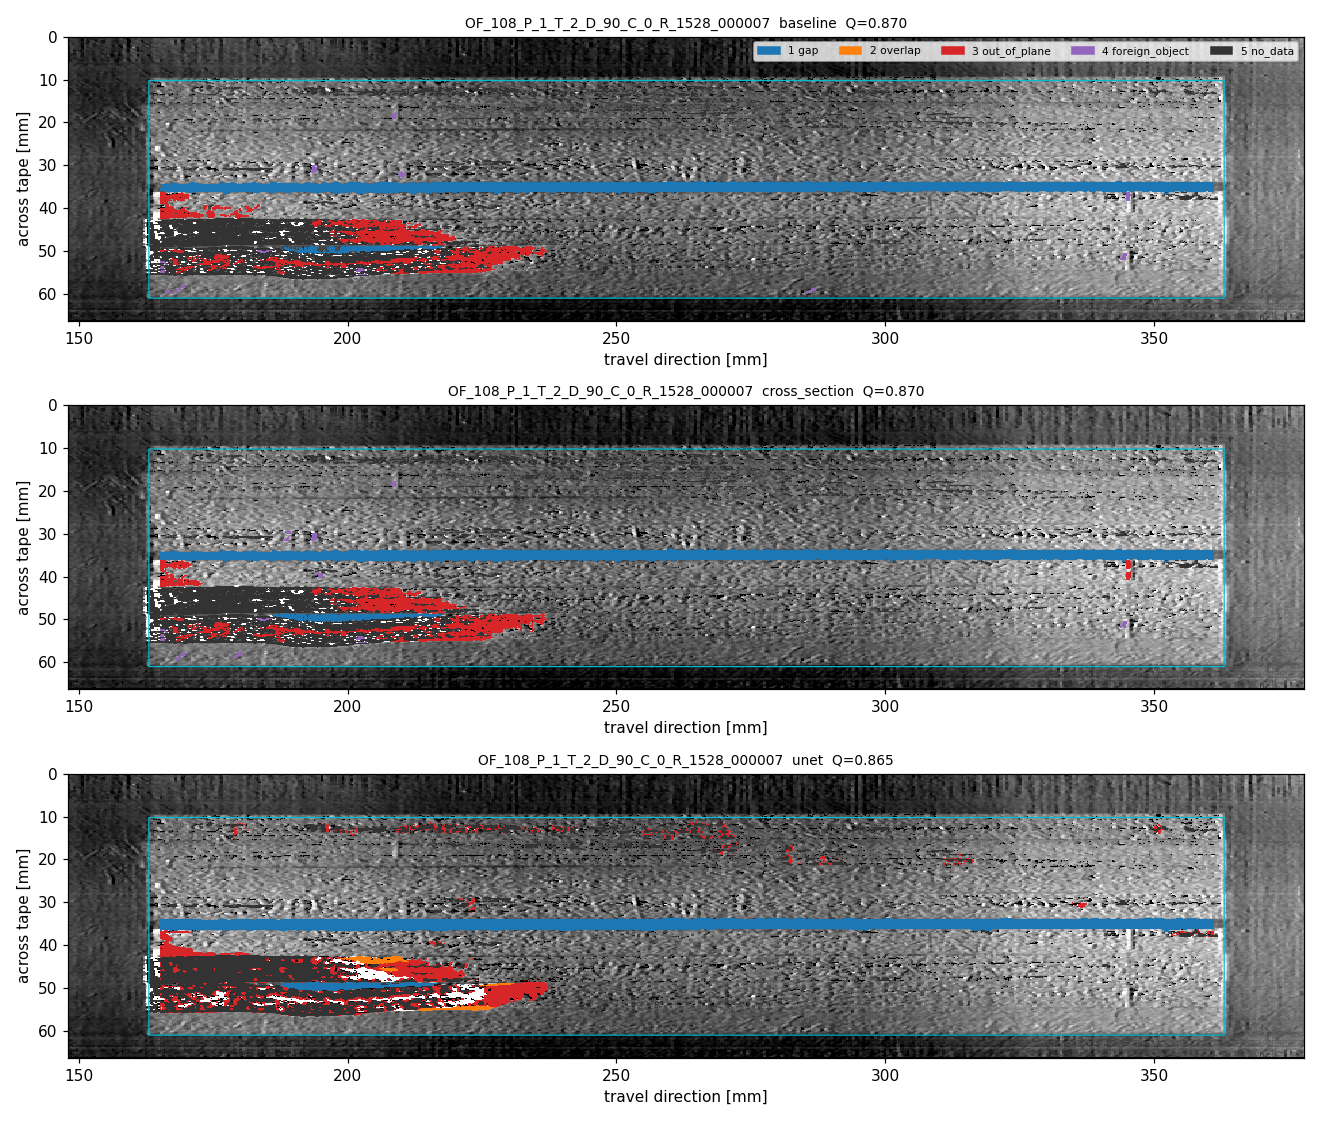 OF_108_P_1_T_2_D_90_C_0_R_1528_000007 baseline Q=0.870
1 gap 2 overlap 3 out_of_plane 4 foreign_object 5 no_data
0
10
20
30
40
50
60
across tape [mm]
150 200 250 300 350
travel direction [mm]
OF_108_P_1_T_2_D_90_C_0_R_1528_000007 cross_section Q=0.870
0
10
20
30
40
50
60
across tape [mm]
150 200 250 300 350
travel direction [mm]
OF_108_P_1_T_2_D_90_C_0_R_1528_000007 unet Q=0.865
0
10
20
30
40
50
60
across tape [mm]
150 200 250 300 350
travel direction [mm]